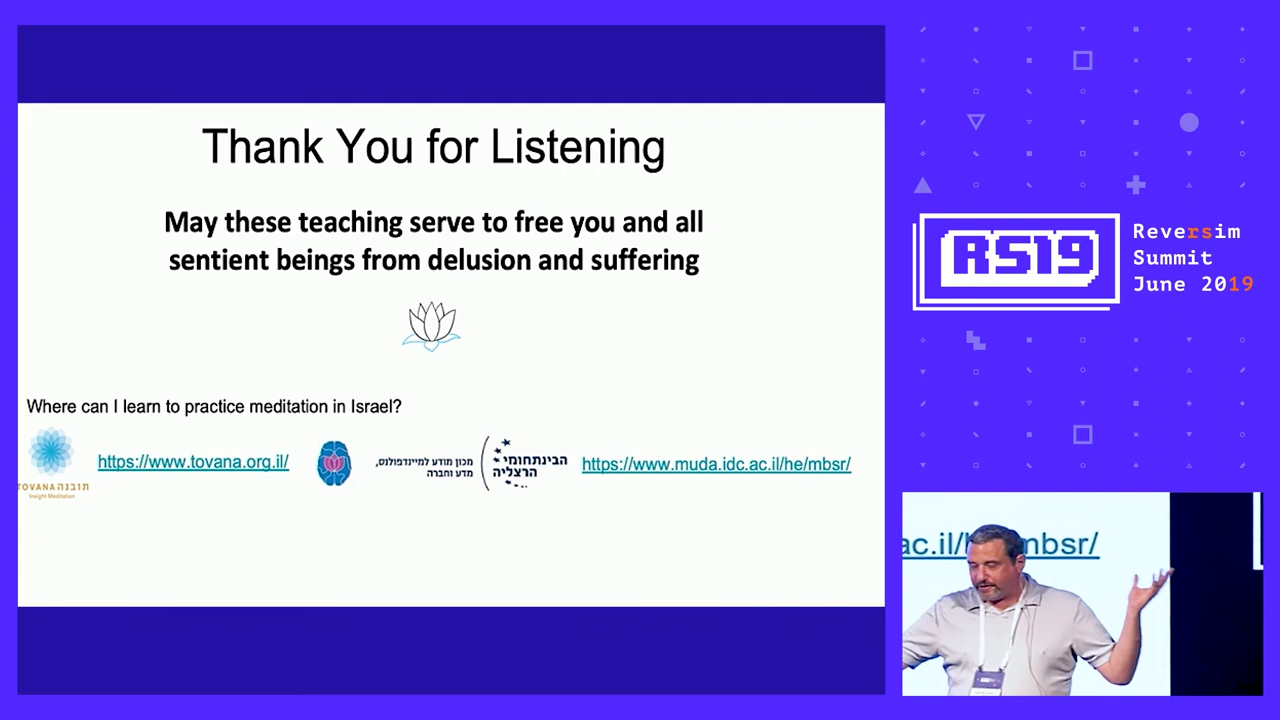 Thank You for Listening
May these teaching serve to free you and all
sentient beings from delusion and suffering
Where can I learn to practice meditation in Israel?
https://www.tovana.org.il/
TOVANA תובנה
Insight Meditation
מכון מודע למיינדפולנס,
מדע וחברה
הבינתחומי
הרצליה
https://www.muda.idc.ac.il/he/mbsr/
RS19
Reversim
Summit
June 2019
ac.il/h mbsr/